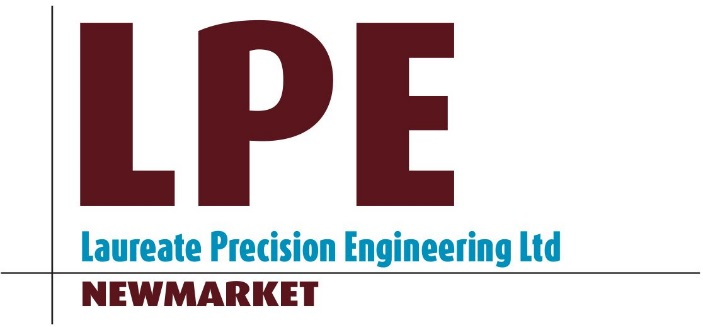 LPE
Laureate Precision Engineering Ltd
NEWMARKET